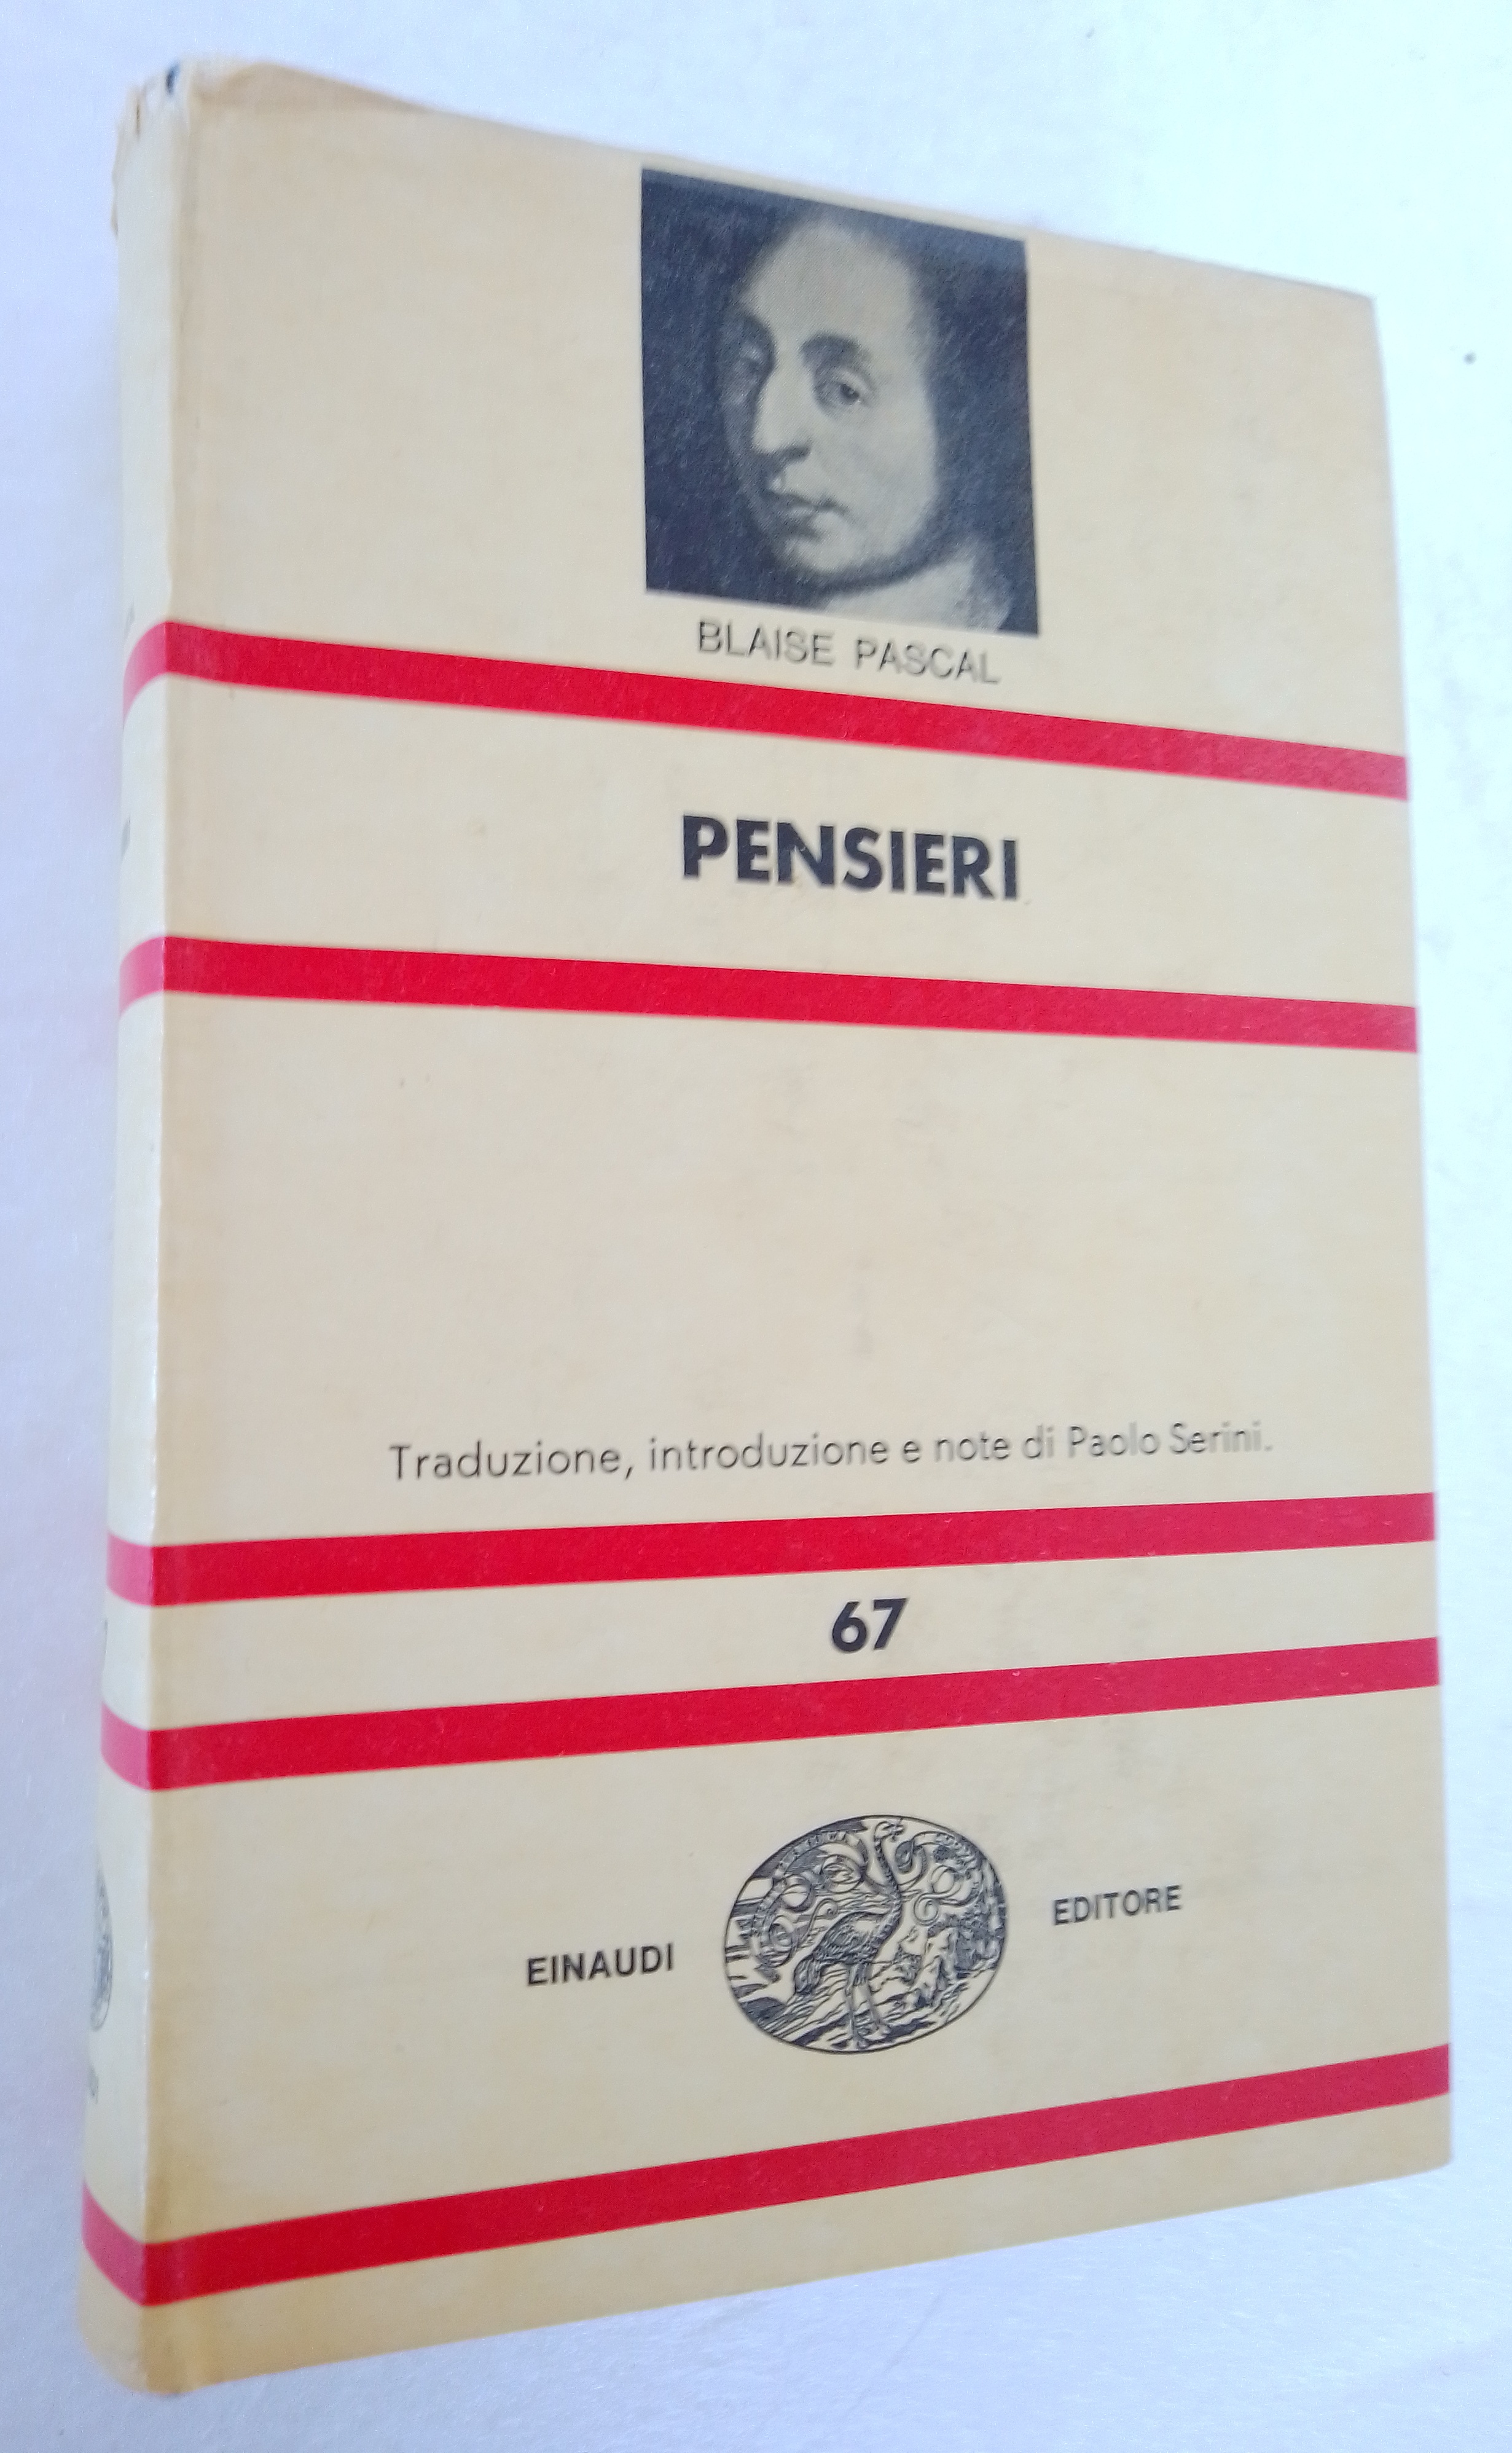 BLAISE PASCAL
PENSIERI
Traduzione, introduzione e note di Paolo Serini.
67
EINAUDI
EDITORE